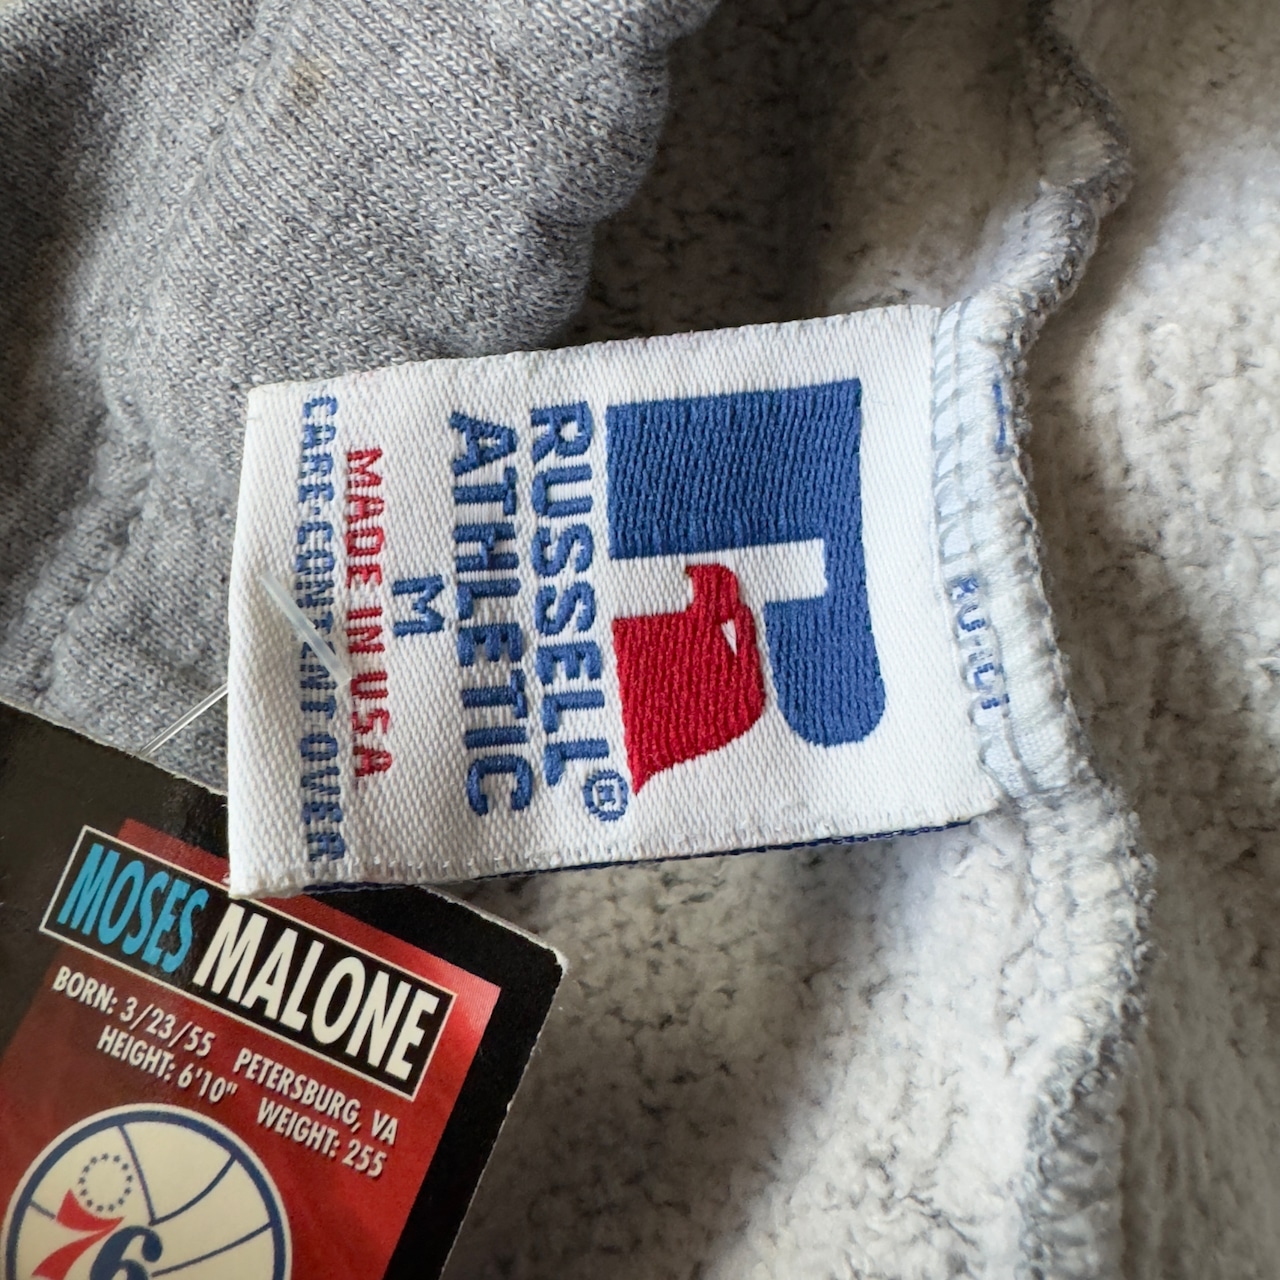 RUSSELL
ATHLETIC
M
MADE IN U.S.A.
CARE·CONTENT OVER
MOSES MALONE
BORN: 3/23/55 PETERSBURG, VA
HEIGHT: 6'10" WEIGHT: 255
76